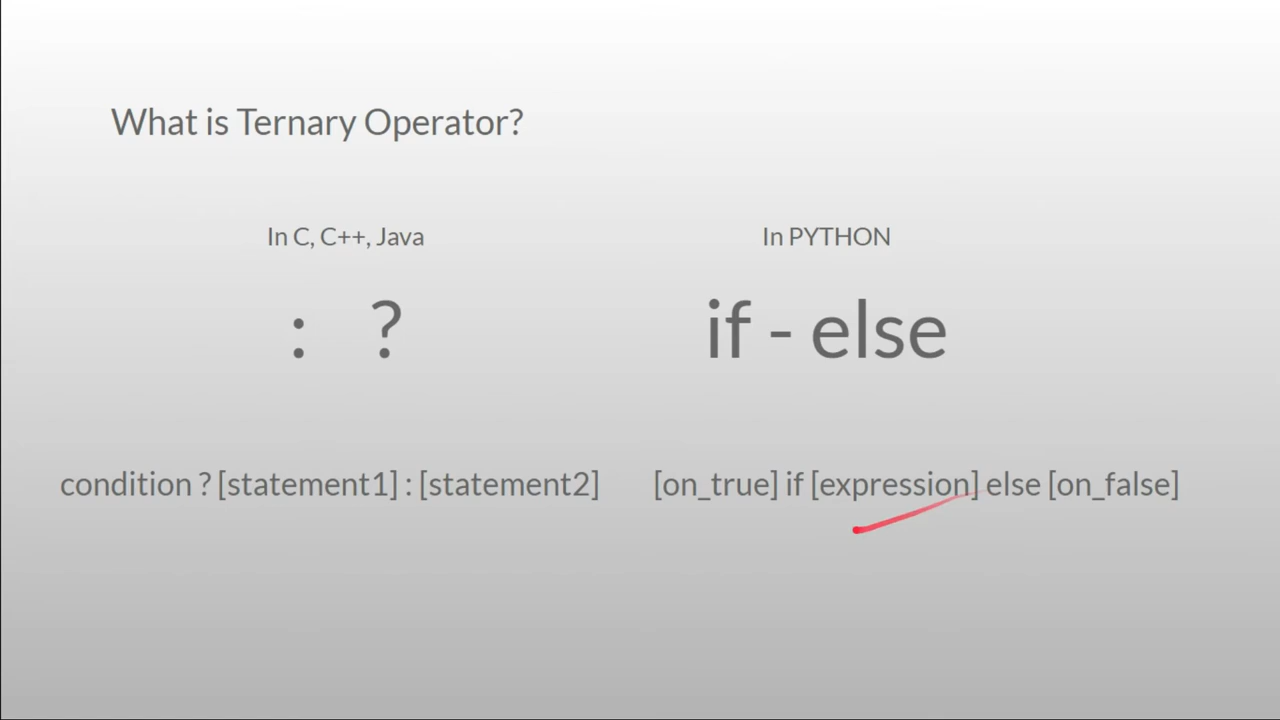 What is Ternary Operator?
In C, C++, Java
: ?
condition ? [statement1] : [statement2]
In PYTHON
if - else
[on_true] if [expression] else [on_false]